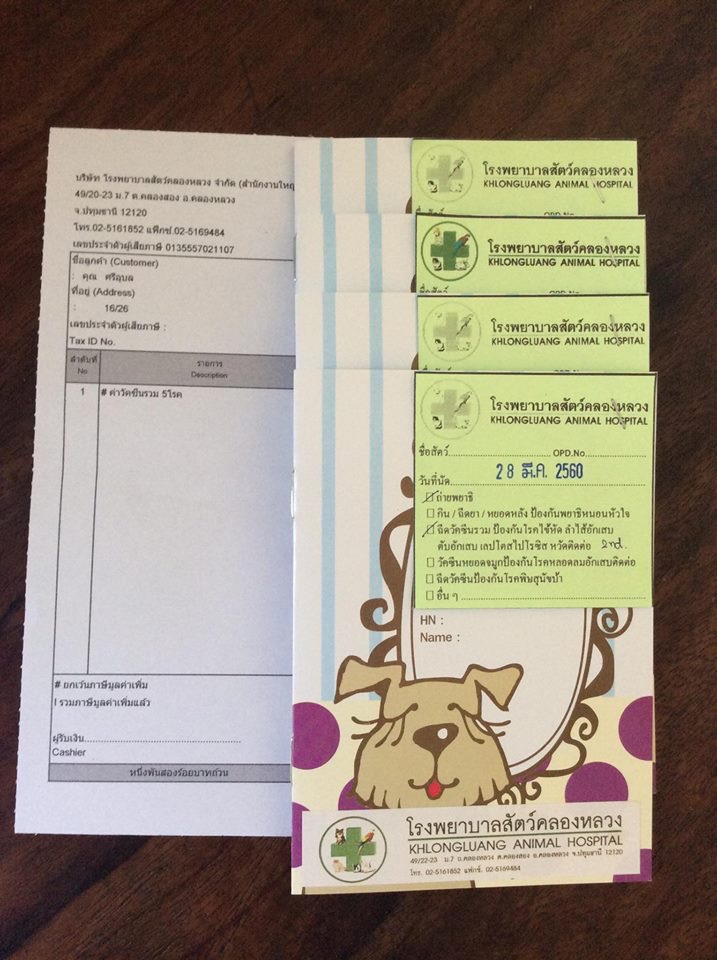 บริษัท โรงพยาบาลสัตว์คลองหลวง จำกัด (สำนักงานใหญ่
49/20-23 ม.7 ต.คลองสอง อ.คลองหลวง
จ.ปทุมธานี 12120
โทร.02-5161852 แฟ็กซ์.02-5169484
เลขประจำตัวผู้เสียภาษี 0135557021107
ชื่อลูกค้า (Customer)
: คุณ ศรีอุบล
ที่อยู่ (Address)
: 16/26
เลขประจำตัวผู้เสียภาษี :
Tax ID No.
ลำดับที่ รายการ
No Description
1 # ค่าวัคซีนรวม 5โรค
# ยกเว้นภาษีมูลค่าเพิ่ม
! รวมภาษีมูลค่าเพิ่มแล้ว
ผู้รับเงิน
Cashier
หนึ่งพันสองร้อยบาทถ้วน
โรงพยาบาลสัตว์คลองหลวง
KHLONGLUANG ANIMAL HOSPITAL
ชื่อสัตว์ OPD.No.
โรงพยาบาลสัตว์คลองหลวง
KHLONGLUANG ANIMAL HOSPITAL
ชื่อสัตว์ OPD.No.
โรงพยาบาลสัตว์คลองหลวง
KHLONGLUANG ANIMAL HOSPITAL
โรงพยาบาลสัตว์คลองหลวง
KHLONGLUANG ANIMAL HOSPITAL
ชื่อสัตว์ OPD.No.
วันที่นัด 28 มี.ค. 2560
ถ่ายพยาธิ
กิน / ฉีดยา / หยอดหลัง ป้องกันพยาธิหนอนหัวใจ
ฉีดวัคซีนรวม ป้องกันโรคไข้หัด ลำไส้อักเสบ
ตับอักเสบ เลปโตสไปโรซิส หวัดติดต่อ 2nd.
วัคซีนหยอดจมูกป้องกันโรคหลอดลมอักเสบติดต่อ
ฉีดวัคซีนป้องกันโรคพิษสุนัขบ้า
อื่น ๆ
HN :
Name :
โรงพยาบาลสัตว์คลองหลวง
KHLONGLUANG ANIMAL HOSPITAL
49/22-23 ม.7 ถ.คลองหลวง ต.คลองสอง อ.คลองหลวง จ.ปทุมธานี 12120
โทร. 02-5161852 แฟกซ์. 02-5169484